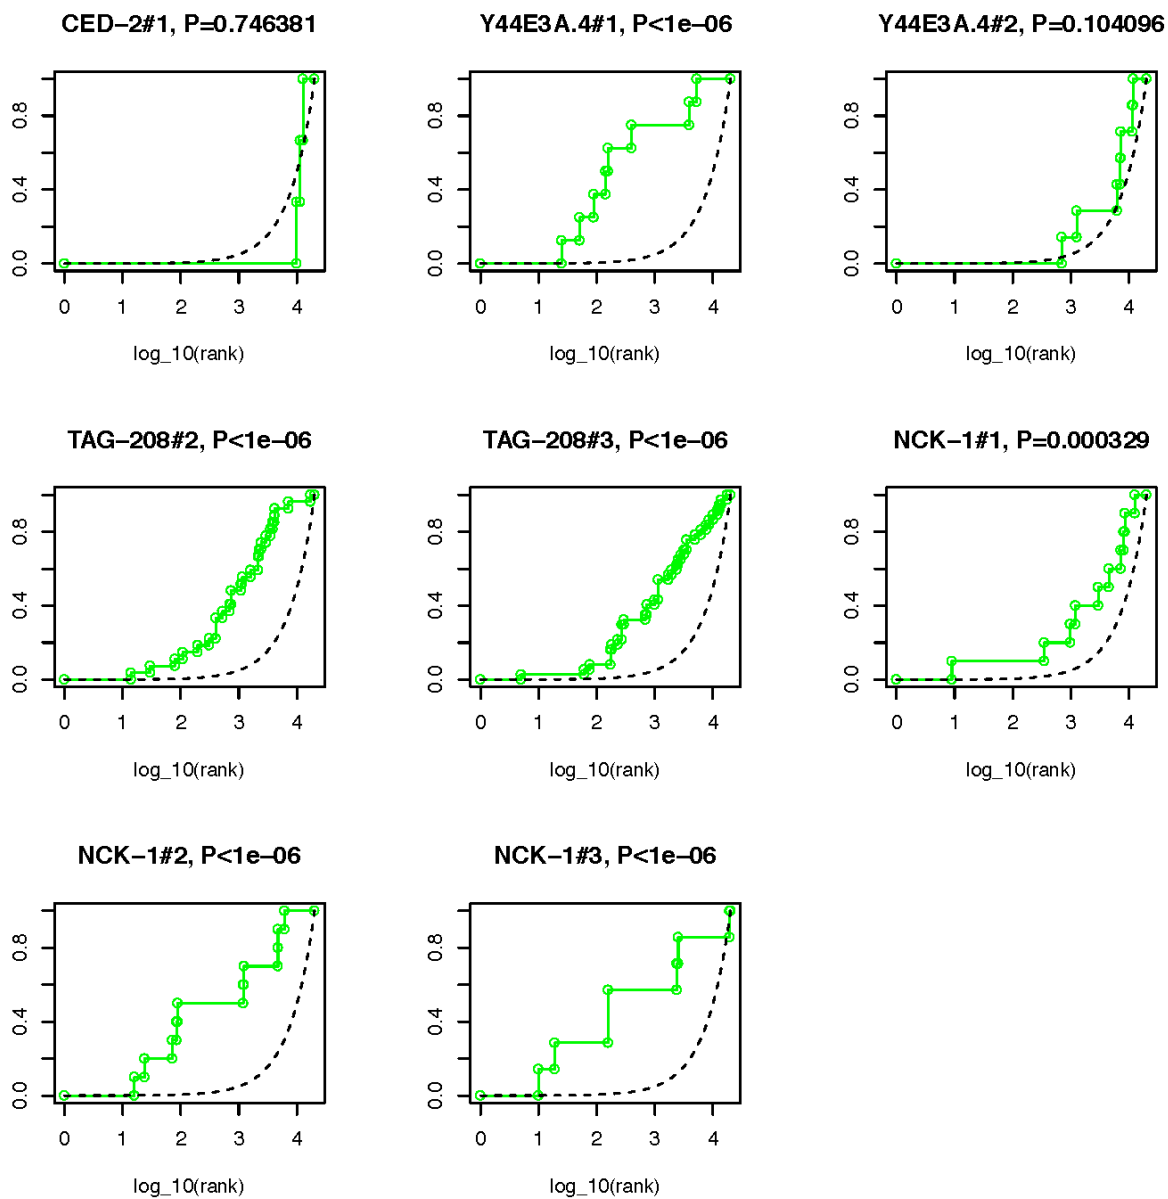 CED−2#1, P=0.746381
Y44E3A.4#1, P<1e−06
Y44E3A.4#2, P=0.104096
0.0 0.4 0.8
0 1 2 3 4
log_10(rank)
0.0 0.4 0.8
0 1 2 3 4
log_10(rank)
0.0 0.4 0.8
0 1 2 3 4
log_10(rank)
TAG−208#2, P<1e−06
TAG−208#3, P<1e−06
NCK−1#1, P=0.000329
0.0 0.4 0.8
0 1 2 3 4
log_10(rank)
0.0 0.4 0.8
0 1 2 3 4
log_10(rank)
0.0 0.4 0.8
0 1 2 3 4
log_10(rank)
NCK−1#2, P<1e−06
NCK−1#3, P<1e−06
0.0 0.4 0.8
0 1 2 3 4
log_10(rank)
0.0 0.4 0.8
0 1 2 3 4
log_10(rank)